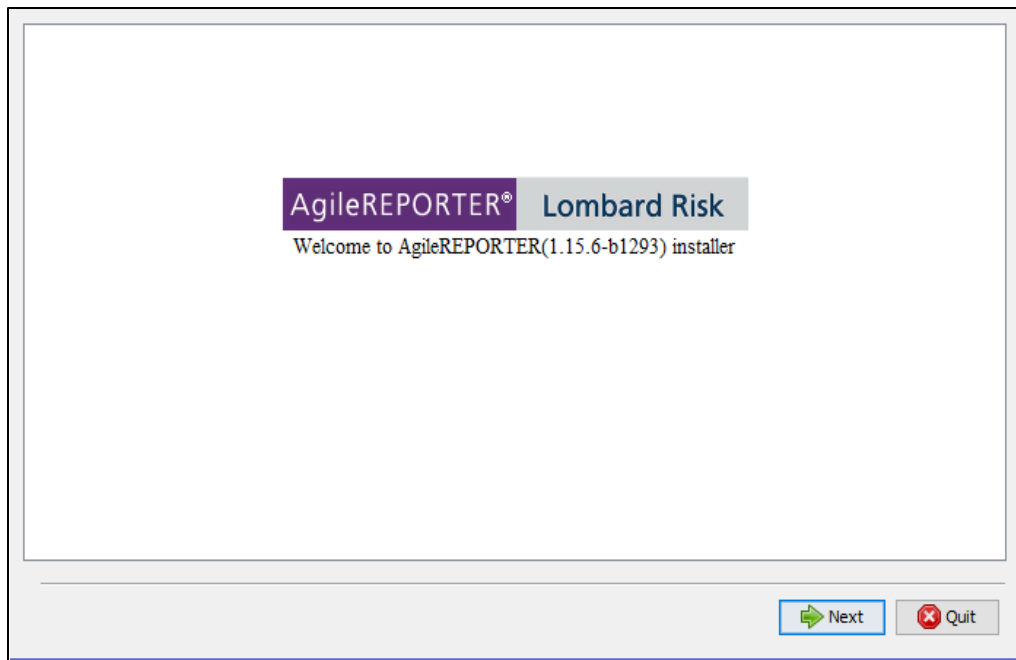 AgileREPORTER® Lombard Risk
Welcome to AgileREPORTER(1.15.6-b1293) installer
Next Quit